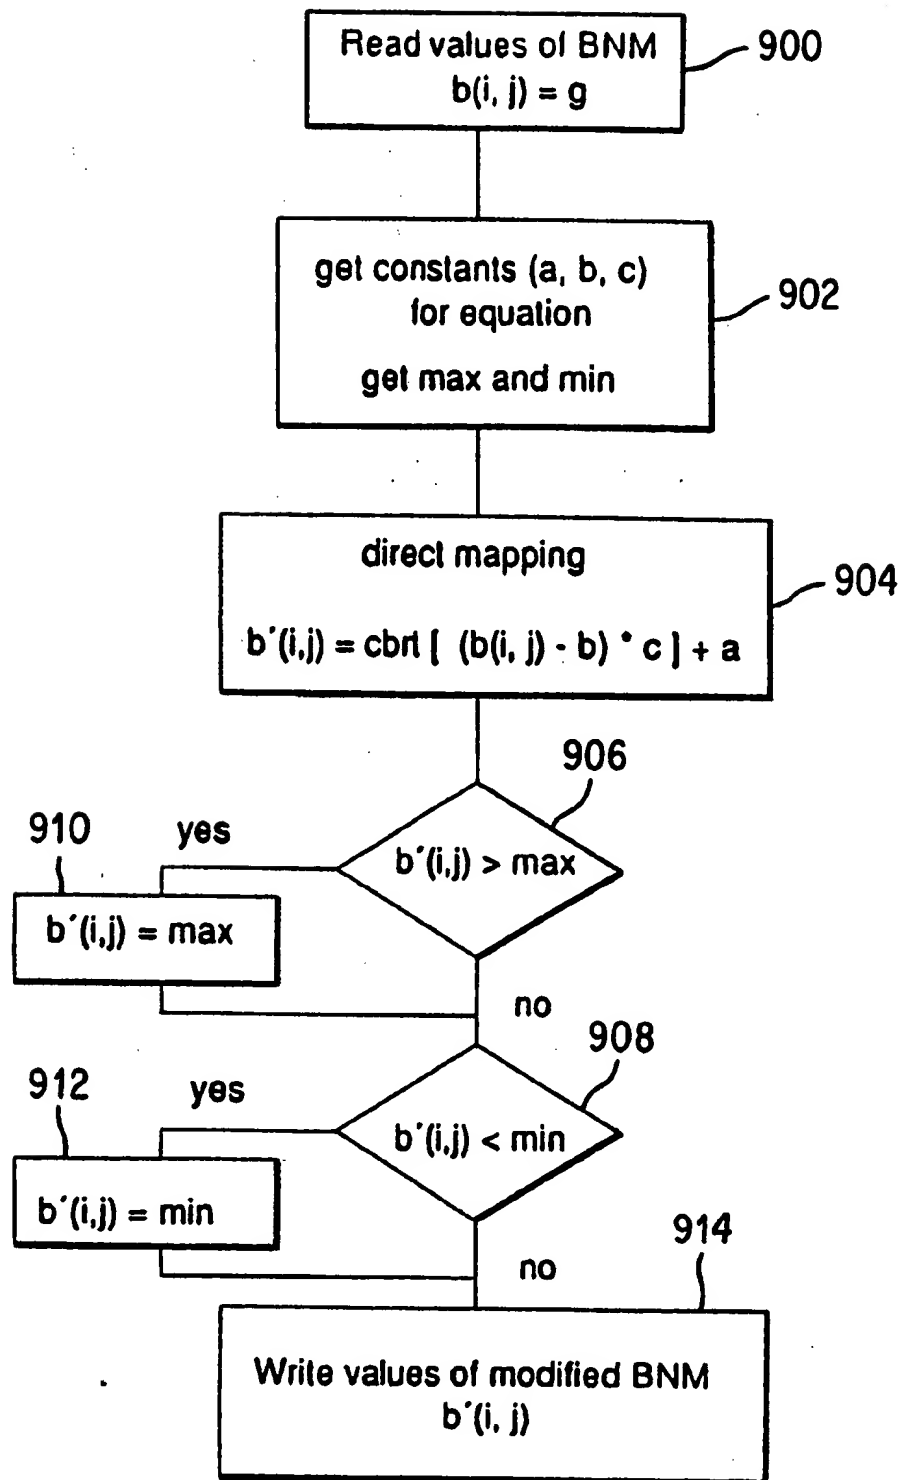 Read values of BNM
b(i, j) = g
900
get constants (a, b, c)
for equation
get max and min
902
direct mapping
b´(i,j) = cbrt [ (b(i, j) - b) * c ] + a
904
906
b´(i,j) > max
yes
910
b´(i,j) = max
no
908
b´(i,j) < min
yes
912
b´(i,j) = min
no
914
Write values of modified BNM
b´(i, j)